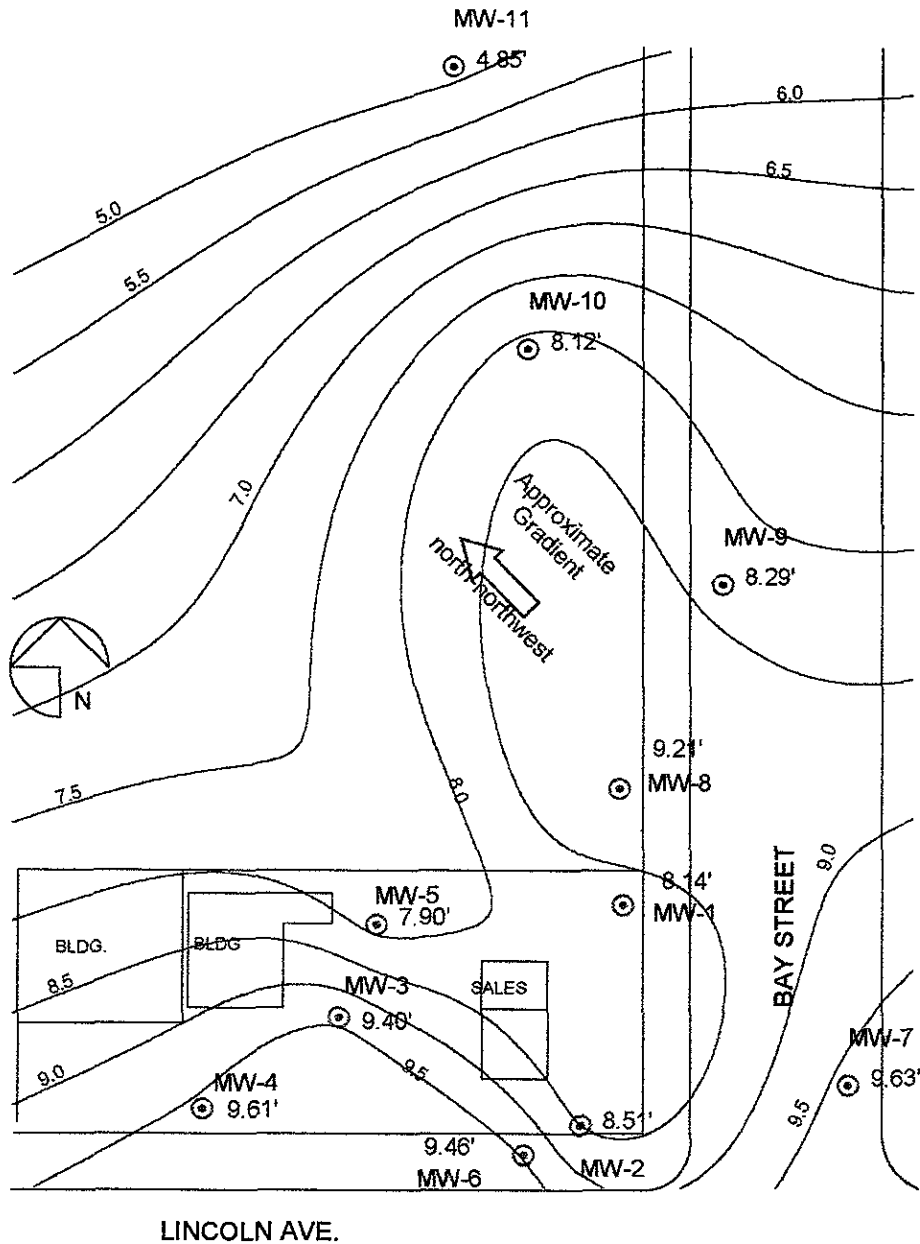 MW-11
4.85'
6.0
6.5
5.0
5.5
MW-10
8.12'
7.0
Approximate
Gradient
north-northwest
MW-9
8.29'
N
9.21'
MW-8
7.5
8.0
9.0
8.14'
MW-1
MW-5
7.90'
BAY STREET
BLDG.
BLDG
8.5
MW-3
9.40'
SALES
MW-7
9.63'
9.0
MW-4
9.61'
9.5
9.5
8.51'
MW-2
9.46'
MW-6
LINCOLN AVE.